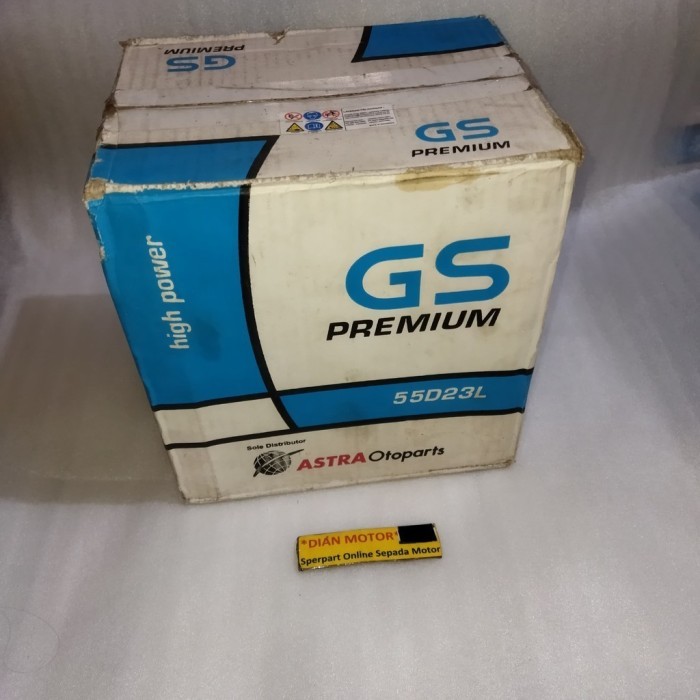 GS
PREMIUM
GS
PREMIUM
high power
GS
PREMIUM
55D23L
Sole Distributor
ASTRA Otoparts
*DIAN MOTOR*
Sperpart Online Sepada Motor